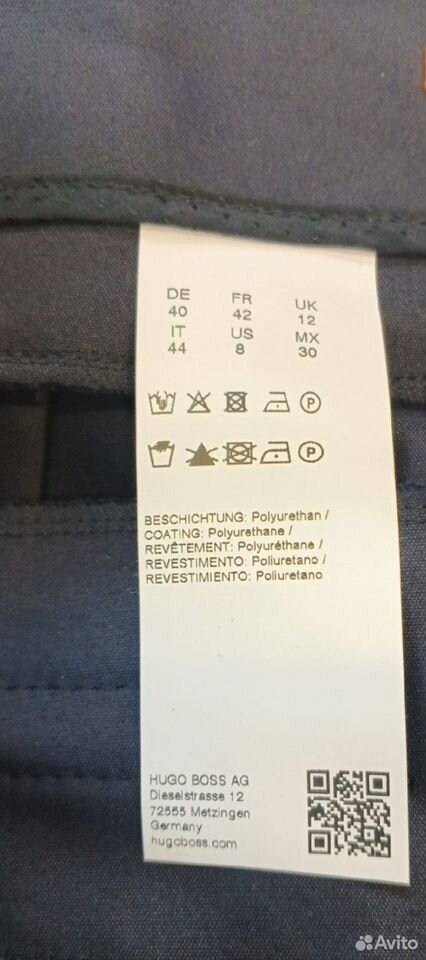 DE FR UK
40 42 12
IT US MX
44 8 30
BESCHICHTUNG: Polyurethan /
COATING: Polyurethane /
REVÊTEMENT: Polyuréthane /
REVESTIMENTO: Poliuretano /
REVESTIMIENTO: Poliuretano
HUGO BOSS AG
Dieselstrasse 12
72555 Metzingen
Germany
hugoboss.com
Avito